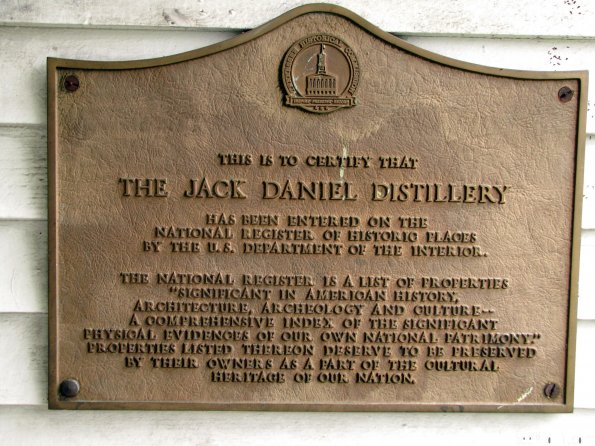 TENNESSEE HISTORICAL COMMISSION
THIS IS TO CERTIFY THAT
THE JACK DANIEL DISTILLERY
HAS BEEN ENTERED ON THE
NATIONAL REGISTER OF HISTORIC PLACES
BY THE U.S. DEPARTMENT OF THE INTERIOR.
THE NATIONAL REGISTER IS A LIST OF PROPERTIES
"SIGNIFICANT IN AMERICAN HISTORY,
ARCHITECTURE, ARCHEOLOGY AND CULTURE--
A COMPREHENSIVE INDEX OF THE SIGNIFICANT
PHYSICAL EVIDENCES OF OUR OWN NATIONAL PATRIMONY."
PROPERTIES LISTED THEREON DESERVE TO BE PRESERVED
BY THEIR OWNERS AS A PART OF THE CULTURAL
HERITAGE OF OUR NATION.